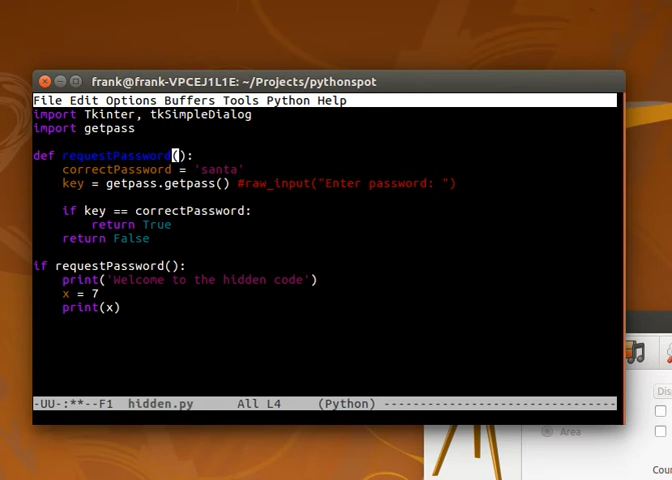 frank@frank-VPCEJ1L1E: ~/Projects/pythonspot
File Edit Options Buffers Tools Python Help
import Tkinter, tkSimpleDialog
import getpass
def requestPassword():
    correctPassword = 'santa'
    key = getpass.getpass() #raw_input("Enter password: ")
    if key == correctPassword:
        return True
    return False
if requestPassword():
    print('Welcome to the hidden code')
    x = 7
    print(x)
-UU-:**--F1  hidden.py      All L4     (Python) --------------------------------
Area